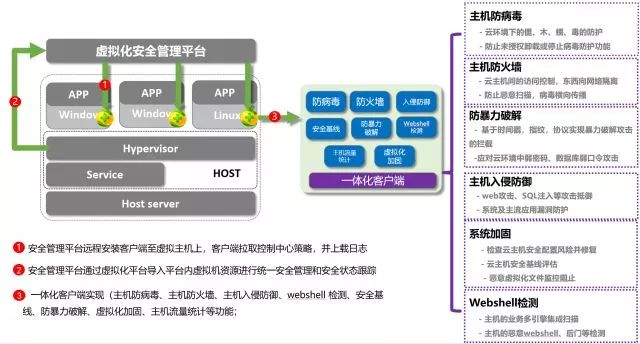 虚拟化安全管理平台
1
2
APP
APP
APP
Window
Window
Linux
3
Hypervisor
Service
HOST
Host server
防病毒
防火墙
入侵防御
安全基线
防暴力
破解
Webshell
检测
主机流量
统计
虚拟化
加固
一体化客户端
主机防病毒
- 云环境下的僵、木、蠕、毒的防护
- 防止未授权卸载或停止病毒防护功能
主机防火墙
- 云主机间的访问控制，东西向网络隔离
- 防止恶意扫描，病毒横向传播
防暴力破解
- 基于时间戳，指纹，协议实现暴力破解攻击
的拦截
-应对云环境中弱密码、数据库弱口令攻击
主机入侵防御
- web攻击、SQL注入等攻击抵御
- 系统及主流应用漏洞防护
系统加固
- 检查云主机安全配置风险并修复
- 云主机安全基线评估
- 恶意虚拟化文件监控阻止
Webshell检测
- 主机的业务多引擎集成扫描
- 主机的恶意webshell、后门等检测
1 安全管理平台远程安装客户端至虚拟主机上，客户端拉取控制中心策略，并上载日志
2 安全管理平台通过虚拟化平台导入平台内虚拟机资源进行统一安全管理和安全状态跟踪
3 一体化客户端实现（主机防病毒、主机防火墙、主机入侵防御、webshell 检测、安全基
线、防暴力破解、虚拟化加固、主机流量统计等功能；